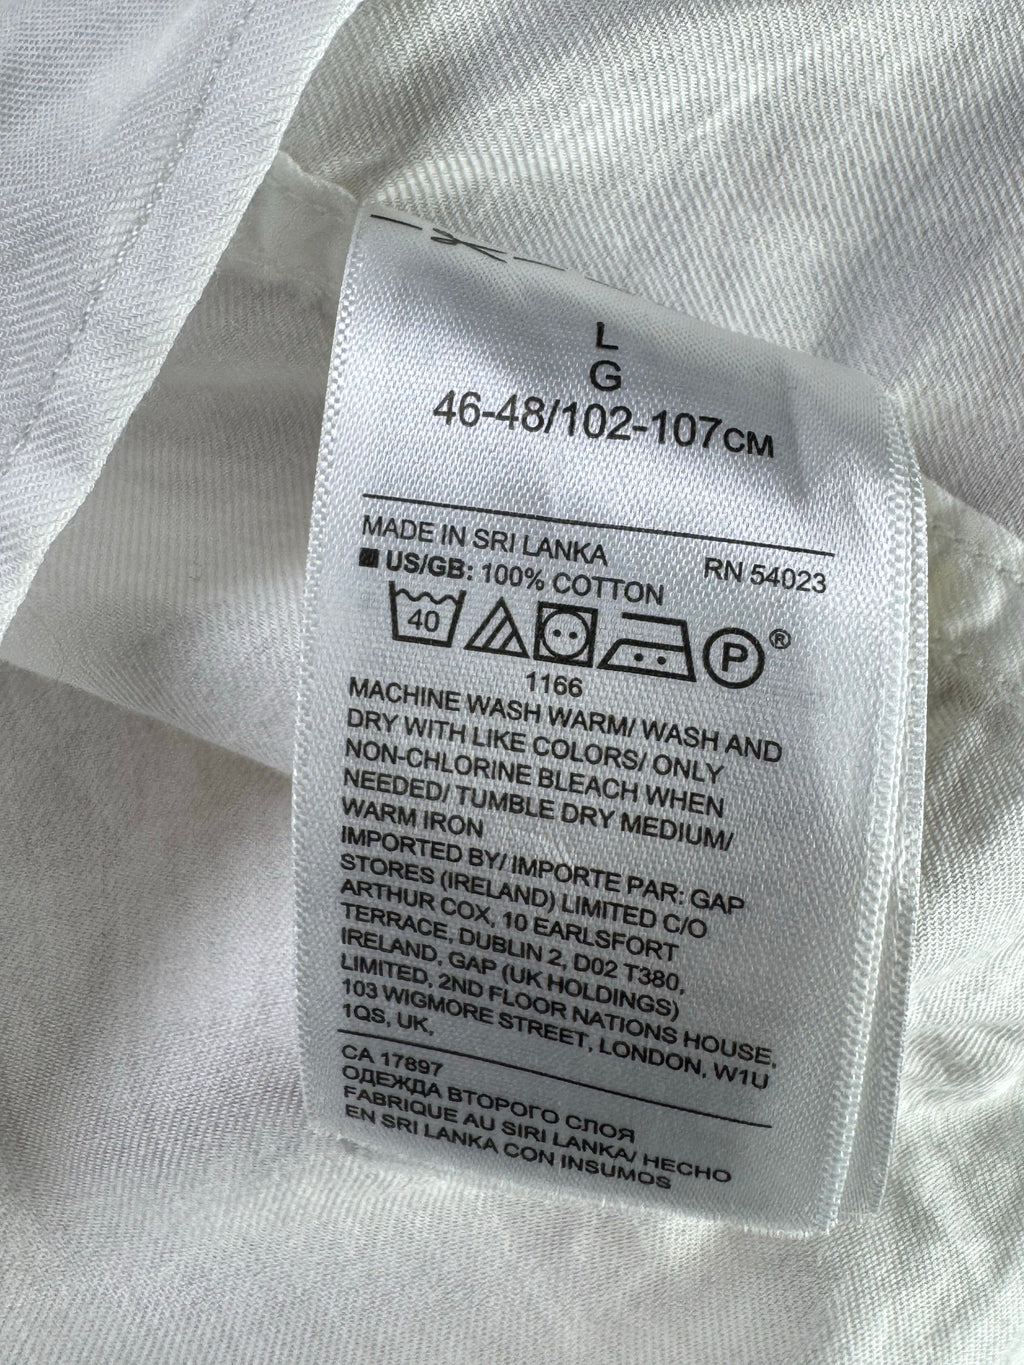 L
G
46-48/102-107CM
MADE IN SRI LANKA RN 54023
US/GB: 100% COTTON
40 P ®
1166
MACHINE WASH WARM/ WASH AND
DRY WITH LIKE COLORS/ ONLY
NON-CHLORINE BLEACH WHEN
NEEDED/ TUMBLE DRY MEDIUM/
WARM IRON
IMPORTED BY/ IMPORTE PAR: GAP
STORES (IRELAND) LIMITED C/O
ARTHUR COX, 10 EARLSFORT
TERRACE, DUBLIN 2, D02 T380,
IRELAND, GAP (UK HOLDINGS)
LIMITED, 2ND FLOOR NATIONS HOUSE,
103 WIGMORE STREET, LONDON, W1U
1QS, UK,
CA 17897
ОДЕЖДА ВТОРОГО СЛОЯ
FABRIQUE AU SIRI LANKA/ HECHO
EN SRI LANKA CON INSUMOS